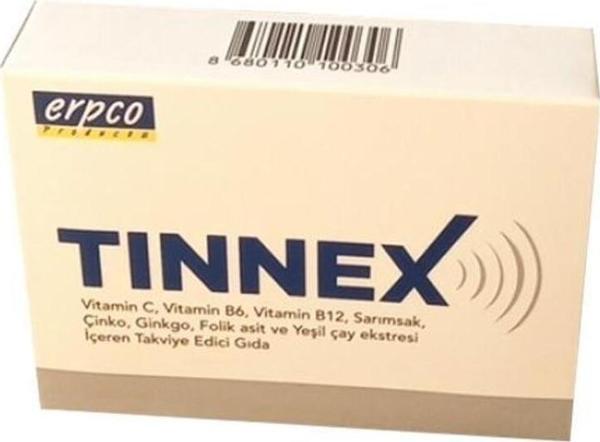 8 680110 100306
erpco
Products
TINNEX
Vitamin C, Vitamin B6, Vitamin B12, Sarımsak,
Çinko, Ginkgo, Folik asit ve Yeşil çay ekstresi
İçeren Takviye Edici Gıda